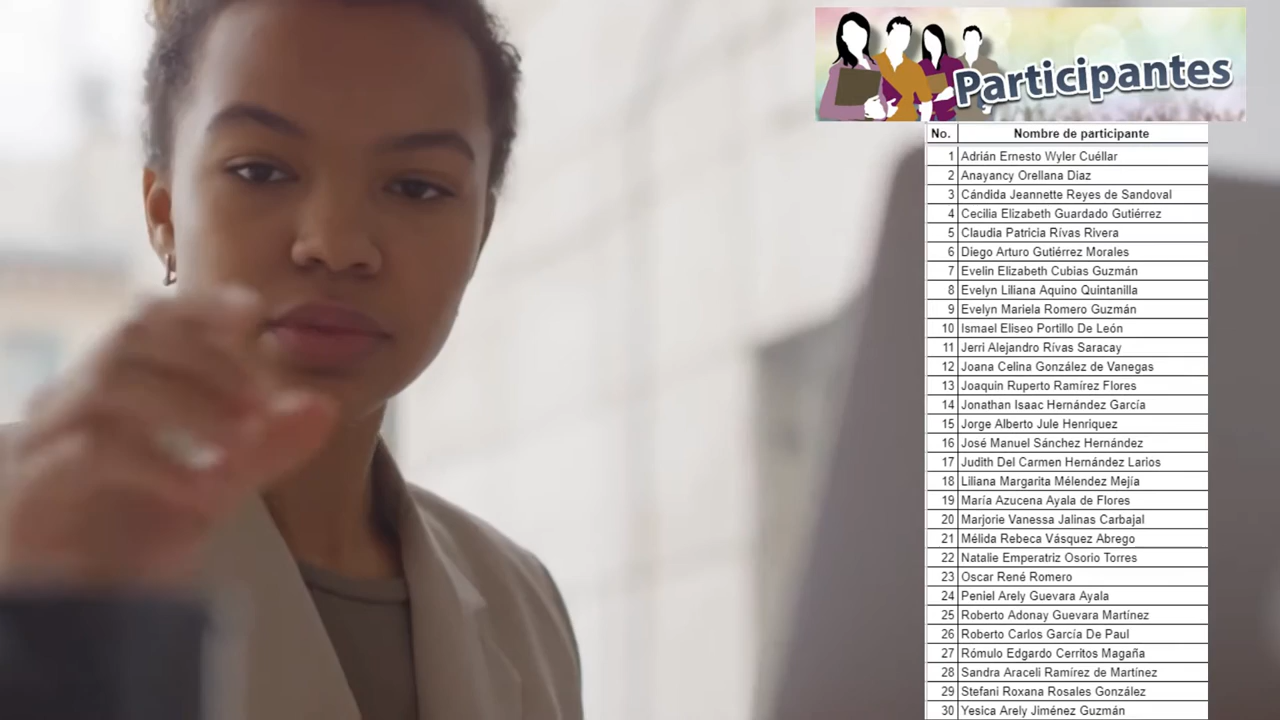 Participantes
No. Nombre de participante
1 Adrián Ernesto Wyler Cuéllar
2 Anayancy Orellana Díaz
3 Cándida Jeannette Reyes de Sandoval
4 Cecilia Elizabeth Guardado Gutiérrez
5 Claudia Patricia Rívas Rivera
6 Diego Arturo Gutiérrez Morales
7 Evelin Elizabeth Cubias Guzmán
8 Evelyn Liliana Aquino Quintanilla
9 Evelyn Mariela Romero Guzmán
10 Ismael Eliseo Portillo De León
11 Jerri Alejandro Rívas Saracay
12 Joana Celina González de Vanegas
13 Joaquin Ruperto Ramírez Flores
14 Jonathan Isaac Hernández García
15 Jorge Alberto Jule Henriquez
16 José Manuel Sánchez Hernández
17 Judith Del Carmen Hernández Larios
18 Liliana Margarita Mélendez Mejía
19 María Azucena Ayala de Flores
20 Marjorie Vanessa Jalinas Carbajal
21 Mélida Rebeca Vásquez Abrego
22 Natalie Emperatriz Osorio Torres
23 Oscar René Romero
24 Peniel Arely Guevara Ayala
25 Roberto Adonay Guevara Martínez
26 Roberto Carlos García De Paul
27 Rómulo Edgardo Cerritos Magaña
28 Sandra Araceli Ramírez de Martínez
29 Stefani Roxana Rosales González
30 Yesica Arely Jiménez Guzmán